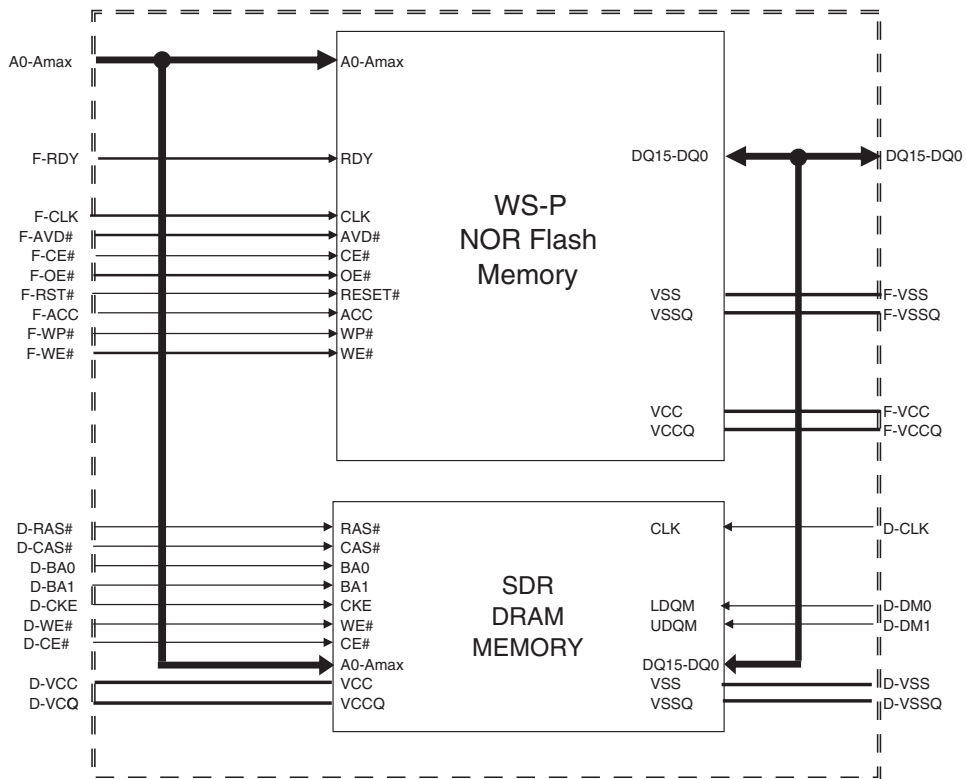 A0-Amax A0-Amax
F-RDY RDY DQ15-DQ0 DQ15-DQ0
WS-P
NOR Flash
Memory
F-CLK CLK
F-AVD# AVD#
F-CE# CE#
F-OE# OE#
F-RST# RESET# VSS F-VSS
F-ACC ACC VSSQ F-VSSQ
F-WP# WP#
F-WE# WE#
VCC F-VCC
VCCQ F-VCCQ
D-RAS# RAS# CLK D-CLK
D-CAS# CAS#
D-BA0 BA0
D-BA1 BA1
SDR
DRAM
MEMORY
D-CKE CKE LDQM D-DM0
D-WE# WE# UDQM D-DM1
D-CE# CE#
A0-Amax DQ15-DQ0
D-VCC VCC VSS D-VSS
D-VCQ VCCQ VSSQ D-VSSQ